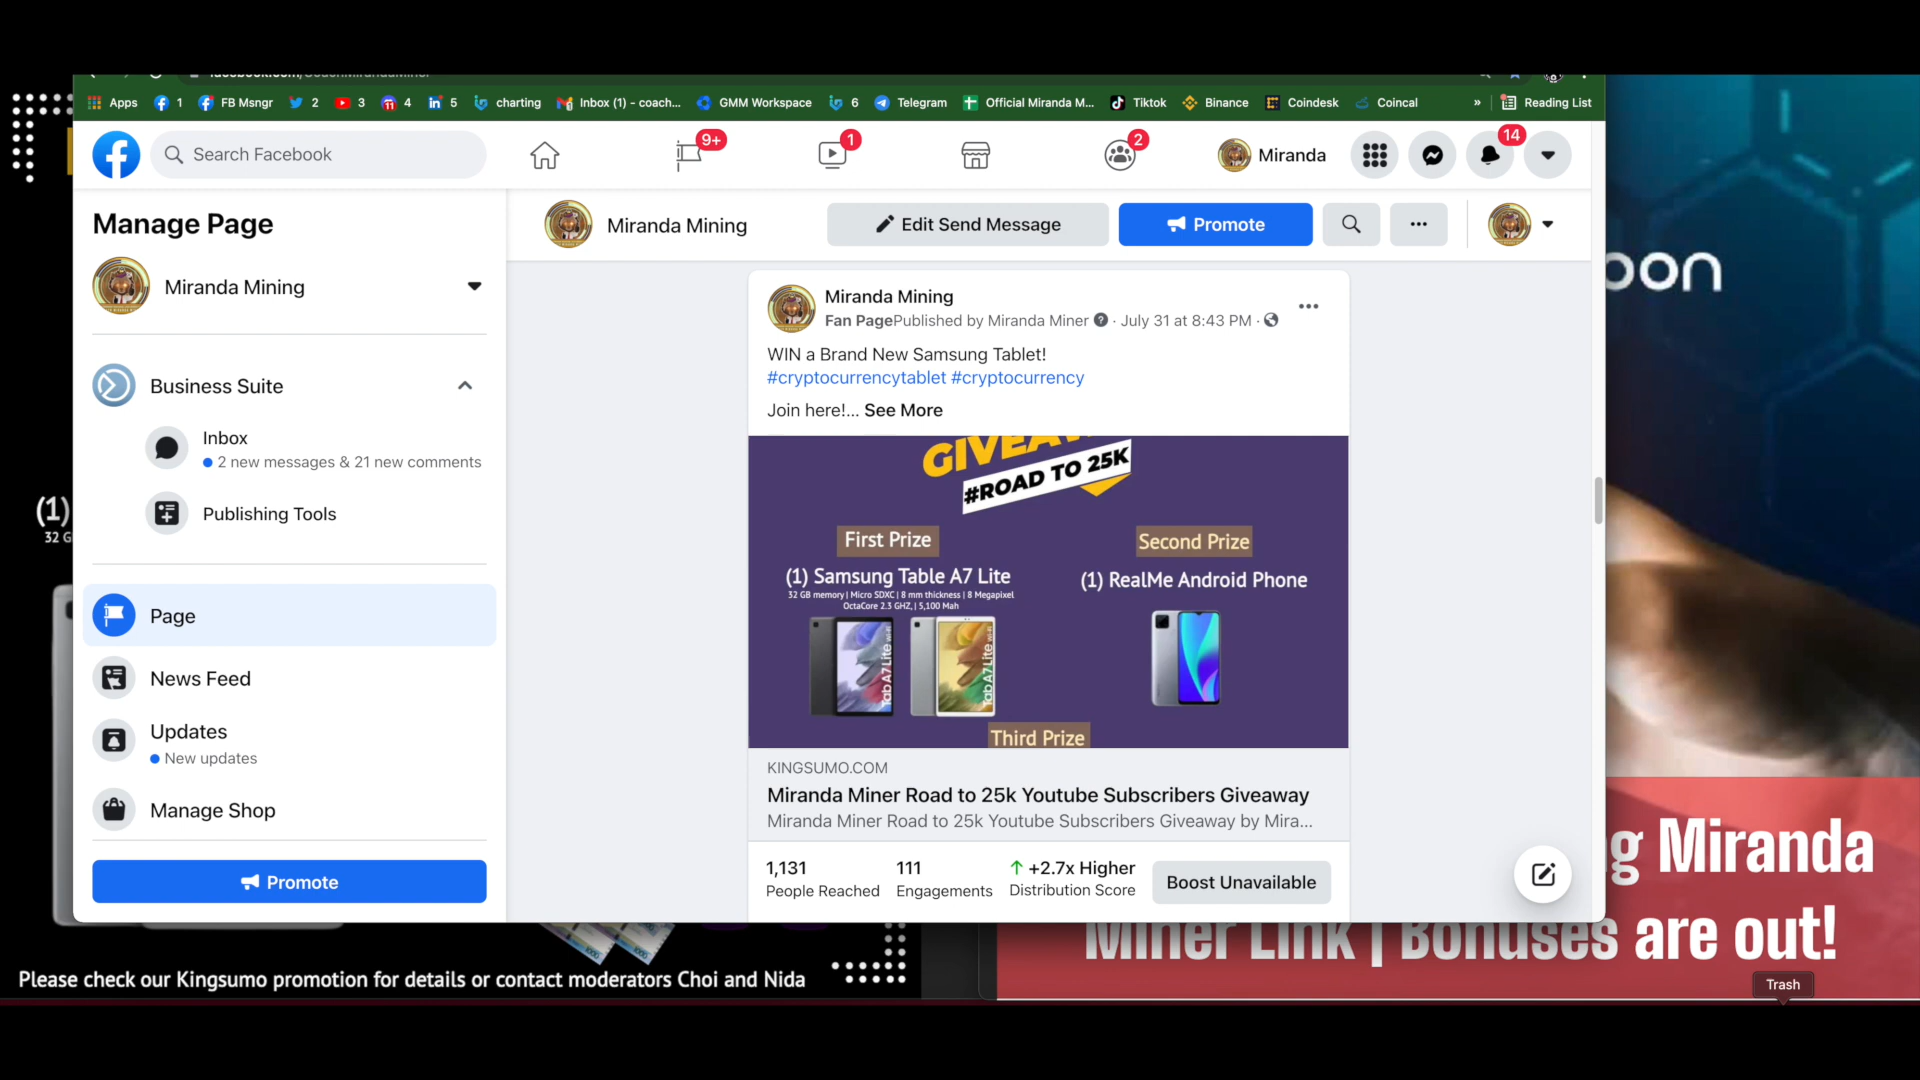 Apps
1
FB Msngr
2
3
4
5
charting
Inbox (1) - coach...
GMM Workspace
6
Telegram
Official Miranda M...
Tiktok
Binance
Coindesk
Coincal
»
Reading List
Search Facebook
9+
1
2
Miranda
14
Manage Page
Miranda Mining
Edit Send Message
Promote
Miranda Mining
Business Suite
Inbox
2 new messages & 21 new comments
Publishing Tools
Page
News Feed
Updates
New updates
Manage Shop
Promote
Miranda Mining
Fan PagePublished by Miranda Miner · July 31 at 8:43 PM ·
WIN a Brand New Samsung Tablet!
#cryptocurrencytablet #cryptocurrency
Join here!... See More
#ROAD TO 25K
First Prize
(1) Samsung Table A7 Lite
32 GB memory | Micro SDXC | 8 mm thickness | 8 Megapixel
OctaCore 2.3 GHZ, | 5,100 Mah
Tab A7 Lite
Tab A7 Lite
Second Prize
(1) RealMe Android Phone
Third Prize
KINGSUMO.COM
Miranda Miner Road to 25k Youtube Subscribers Giveaway
Miranda Miner Road to 25k Youtube Subscribers Giveaway by Mira...
1,131
People Reached
111
Engagements
+2.7x Higher
Distribution Score
Boost Unavailable
(1)
32 G
oon
g Miranda
Miner Link | Bonuses are out!
Trash
Please check our Kingsumo promotion for details or contact moderators Choi and Nida